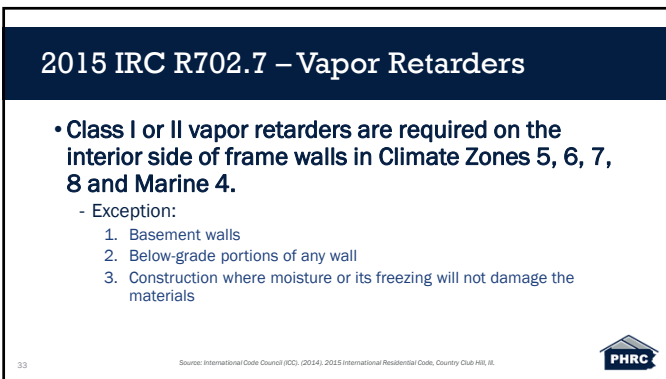 2015 IRC R702.7 – Vapor Retarders
• Class I or II vapor retarders are required on the
interior side of frame walls in Climate Zones 5, 6, 7,
8 and Marine 4.
- Exception:
1. Basement walls
2. Below-grade portions of any wall
3. Construction where moisture or its freezing will not damage the
materials
33
Source: International Code Council (ICC). (2014). 2015 International Residential Code, Country Club Hill, Ill.
PHRC